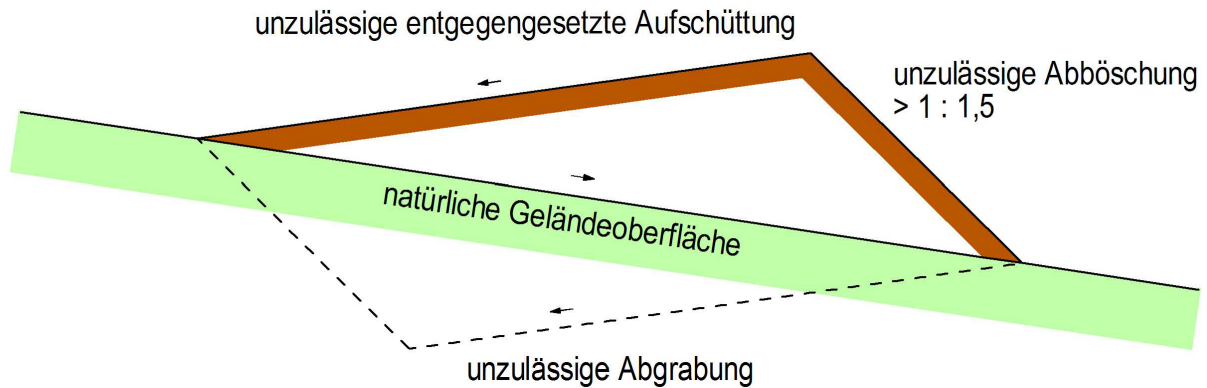 unzulässige entgegengesetzte Aufschüttung
unzulässige Abböschung
> 1 : 1,5
natürliche Geländeoberfläche
unzulässige Abgrabung